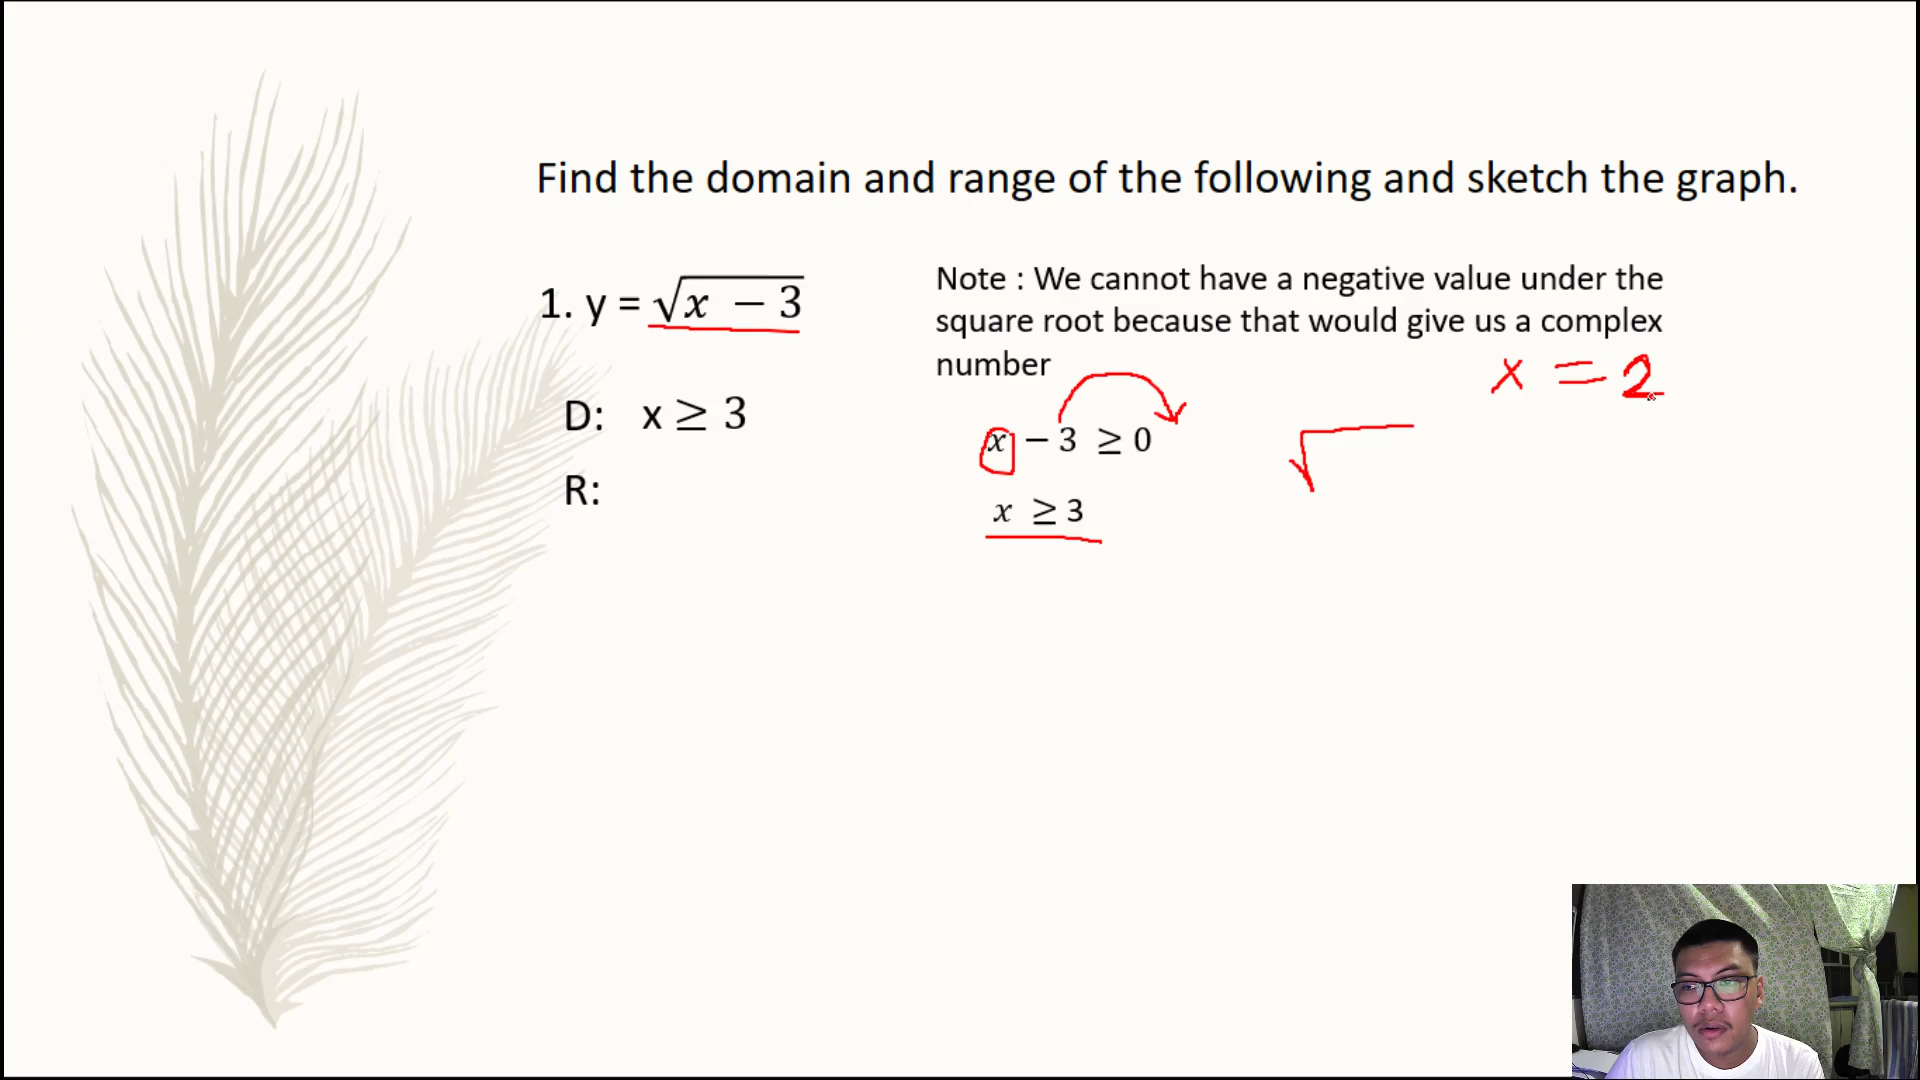 Find the domain and range of the following and sketch the graph.
1. y = √x − 3
Note : We cannot have a negative value under the
square root because that would give us a complex
number
x = 2
D: x ≥ 3
x − 3 ≥ 0
√
R:
x ≥ 3